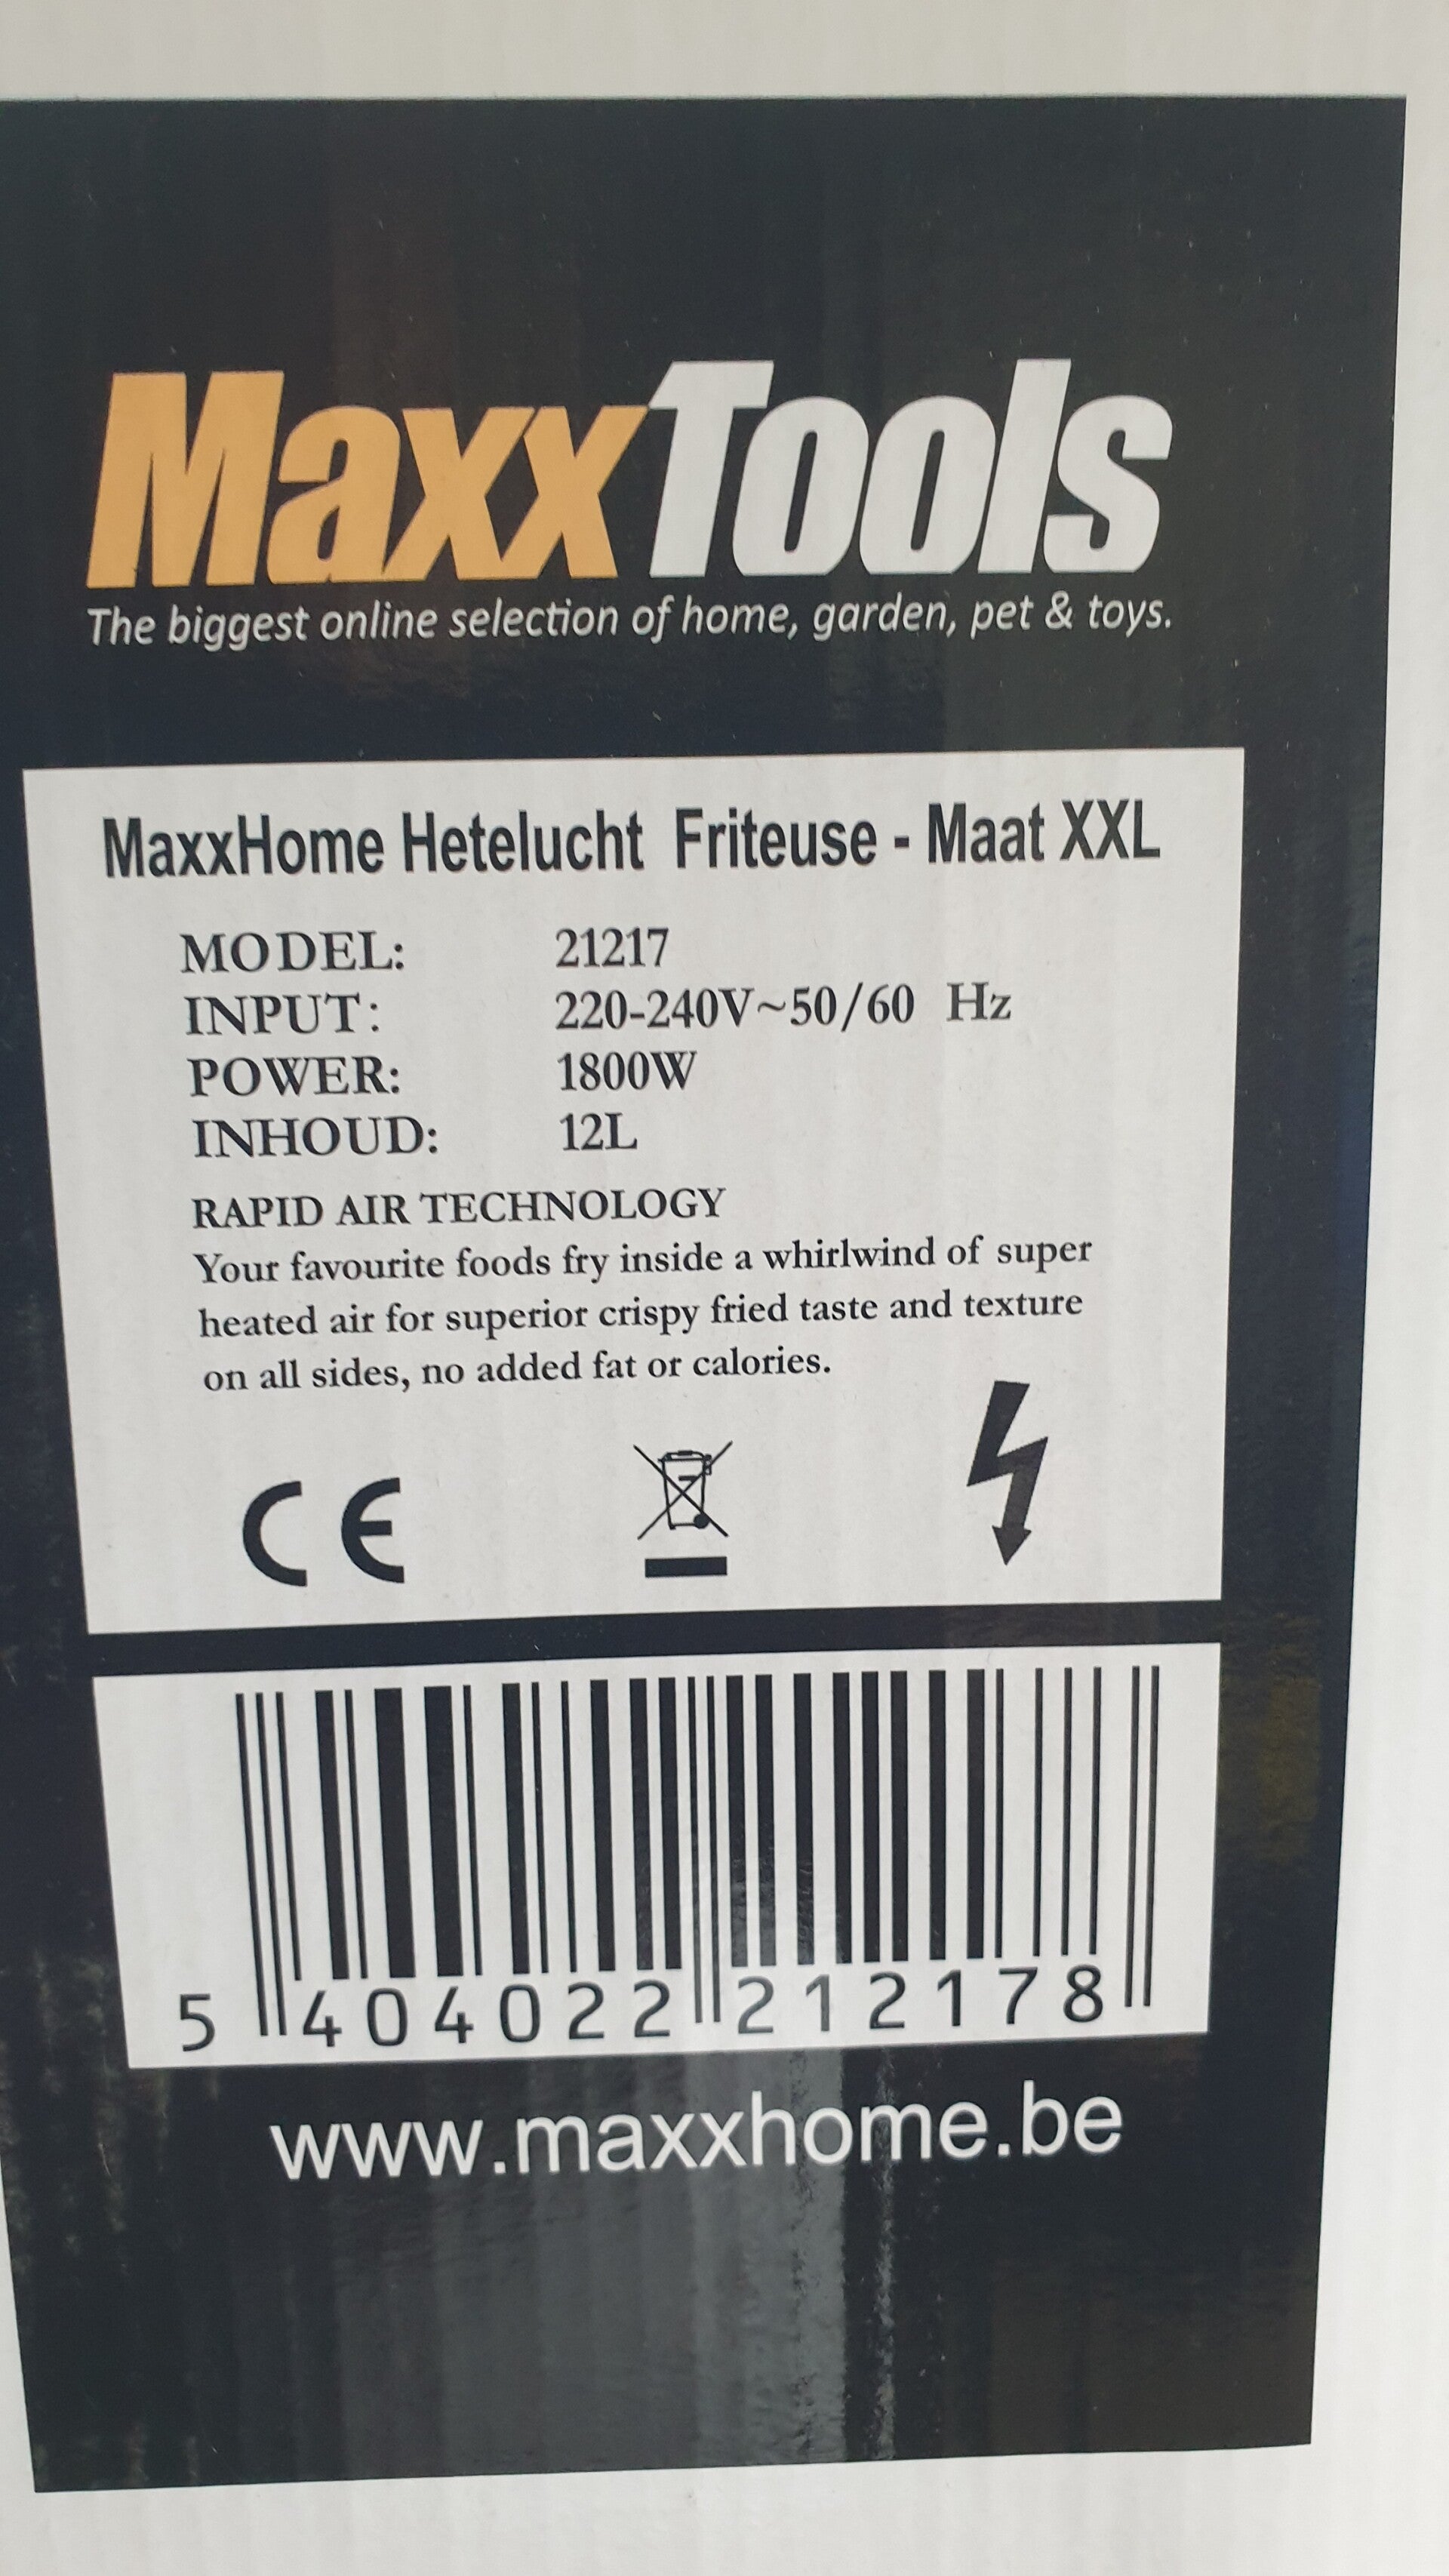 MaxxTools
The biggest online selection of home, garden, pet & toys.
MaxxHome Hetelucht Friteuse - Maat XXL
MODEL: 21217
INPUT: 220-240V~50/60 Hz
POWER: 1800W
INHOUD: 12L
RAPID AIR TECHNOLOGY
Your favourite foods fry inside a whirlwind of super
heated air for superior crispy fried taste and texture
on all sides, no added fat or calories.
CE
5 404022 212178
www.maxxhome.be